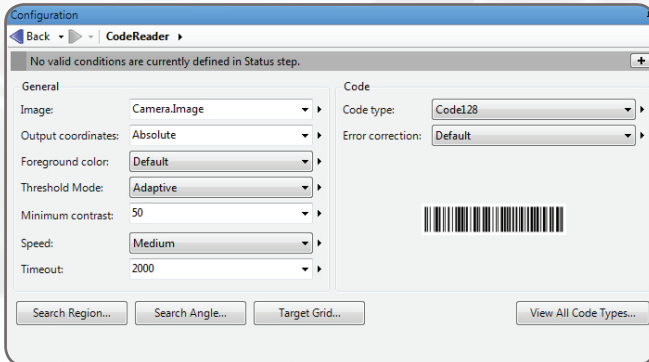 Configuration
Back CodeReader
No valid conditions are currently defined in Status step.
General
Image: Camera.Image
Output coordinates: Absolute
Foreground color: Default
Threshold Mode: Adaptive
Minimum contrast: 50
Speed: Medium
Timeout: 2000
Code
Code type: Code128
Error correction: Default
Search Region...
Search Angle...
Target Grid...
View All Code Types...